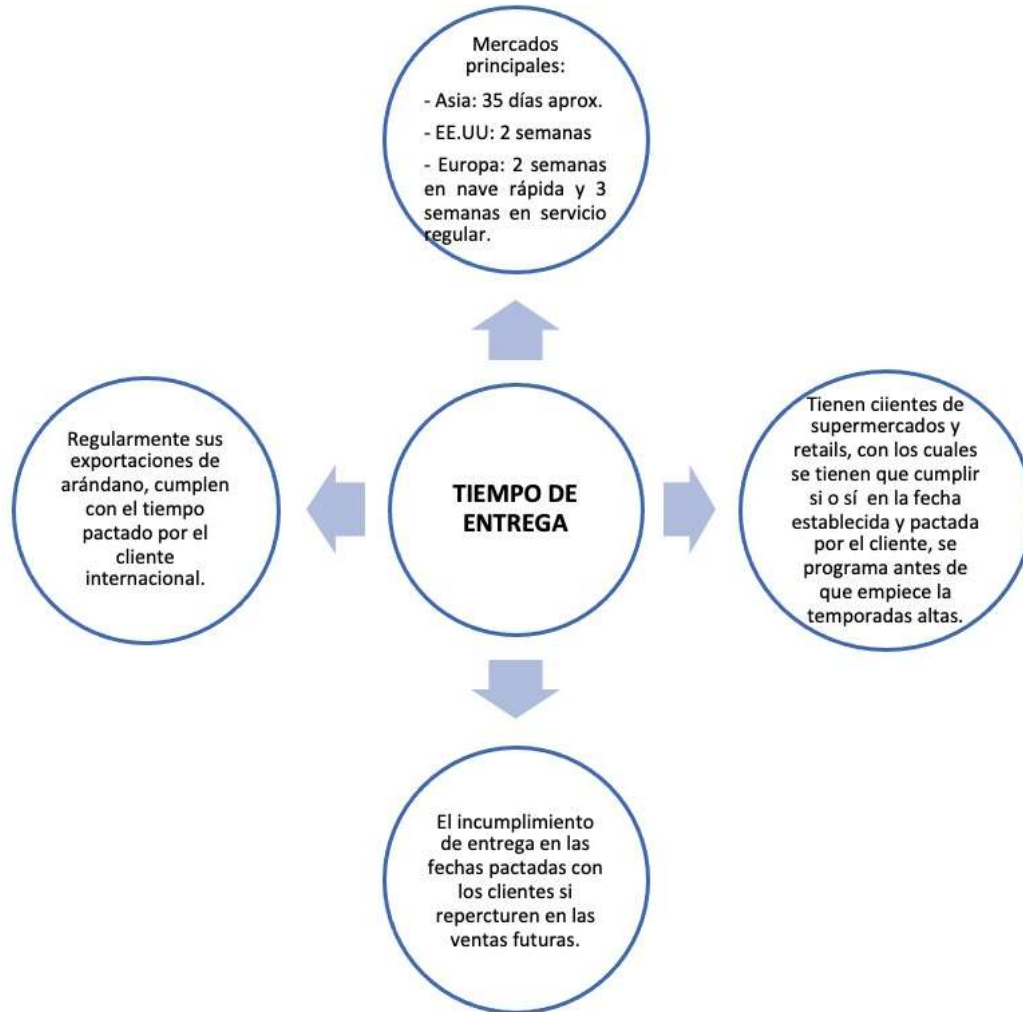 Mercados
principales:
- Asia: 35 días aprox.
- EE.UU: 2 semanas
- Europa: 2 semanas
en nave rápida y 3
semanas en servicio
regular.
Regularmente sus
exportaciones de
arándano, cumplen
con el tiempo
pactado por el
cliente
internacional.
TIEMPO DE
ENTREGA
Tienen ciientes de
supermercados y
retails, con los cuales
se tienen que cumplir
si o sí en la fecha
establecida y pactada
por el cliente, se
programa antes de
que empiece la
temporadas altas.
El incumplimiento
de entrega en las
fechas pactadas con
los clientes si
repercturen en las
ventas futuras.